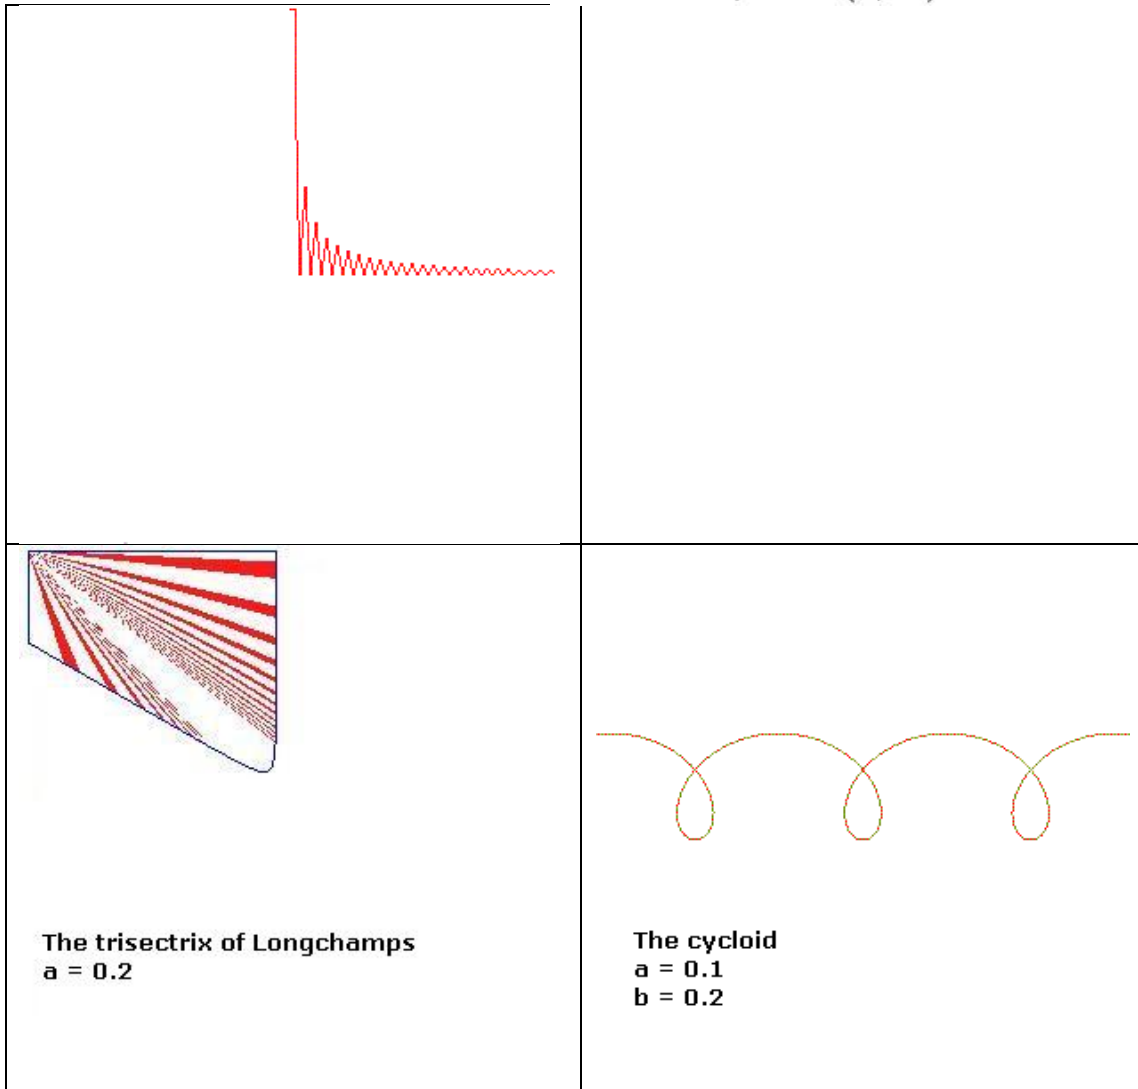 The trisectrix of Longchamps
a = 0.2
The cycloid
a = 0.1
b = 0.2